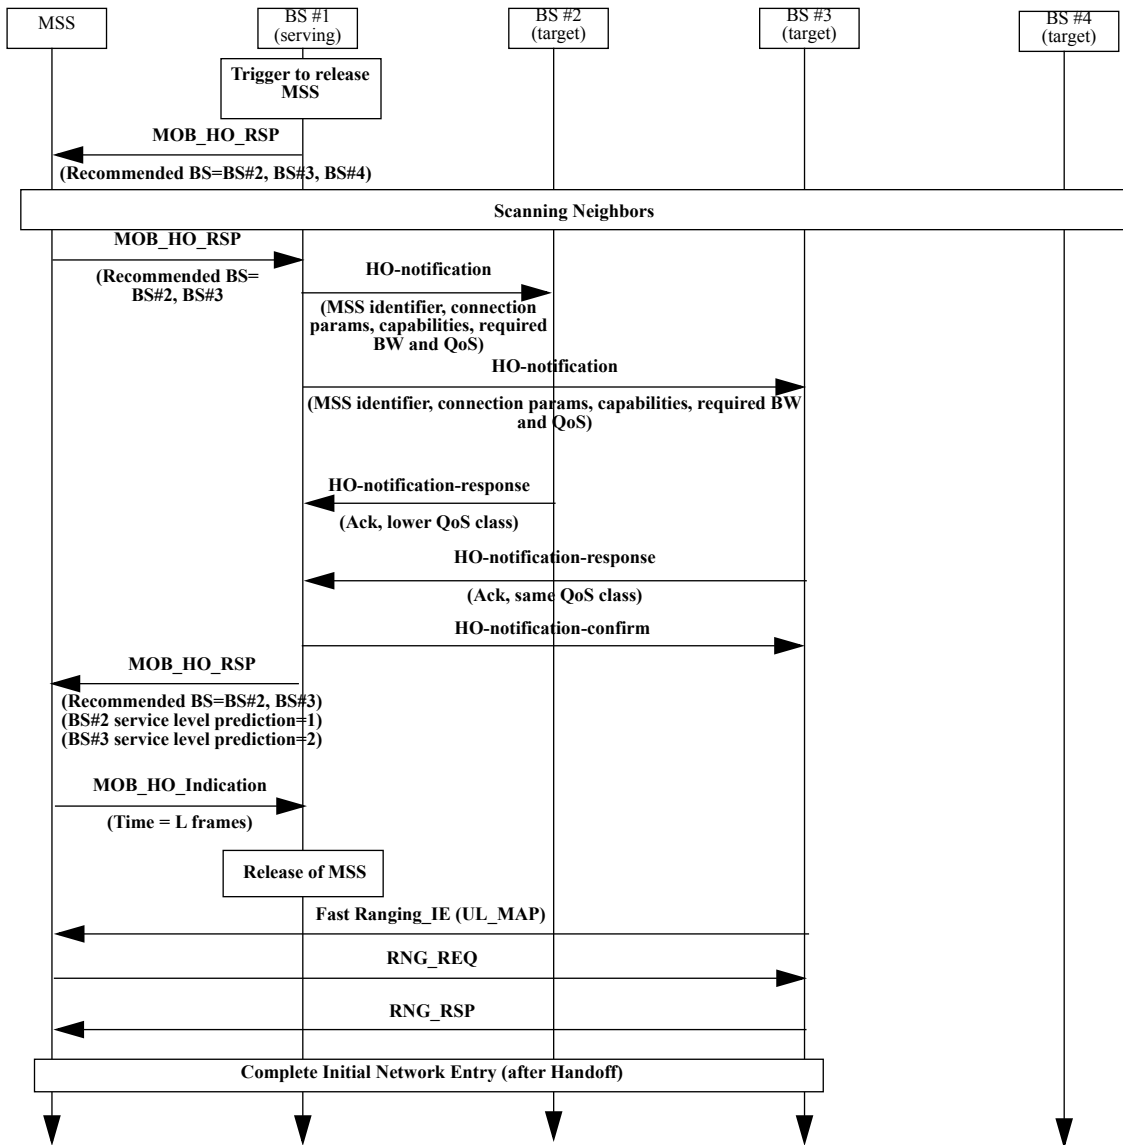 MSS
BS #1
(serving)
BS #2
(target)
BS #3
(target)
BS #4
(target)
Trigger to release
MSS
MOB_HO_RSP
(Recommended BS=BS#2, BS#3, BS#4)
Scanning Neighbors
MOB_HO_RSP
(Recommended BS=
BS#2, BS#3
HO-notification
(MSS identifier, connection
params, capabilities, required
BW and QoS)
HO-notification
(MSS identifier, connection params, capabilities, required BW
and QoS)
HO-notification-response
(Ack, lower QoS class)
HO-notification-response
(Ack, same QoS class)
HO-notification-confirm
MOB_HO_RSP
(Recommended BS=BS#2, BS#3)
(BS#2 service level prediction=1)
(BS#3 service level prediction=2)
MOB_HO_Indication
(Time = L frames)
Release of MSS
Fast Ranging_IE (UL_MAP)
RNG_REQ
RNG_RSP
Complete Initial Network Entry (after Handoff)